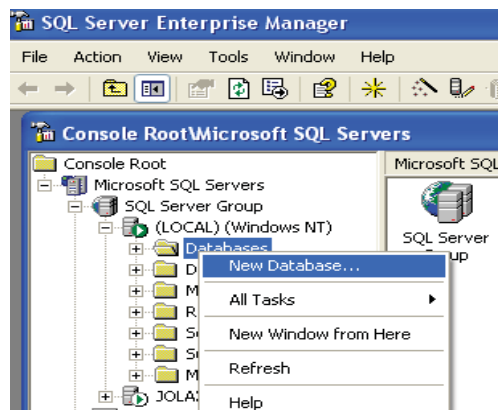 SQL Server Enterprise Manager
File Action View Tools Window Help
Console Root\Microsoft SQL Servers
Console Root
Microsoft SQL
Microsoft SQL Servers
SQL Server Group
(LOCAL) (Windows NT)
SQL Server
Databases
New Database...
D
M
All Tasks
R
New Window from Here
Refresh
M
JOLA
Help